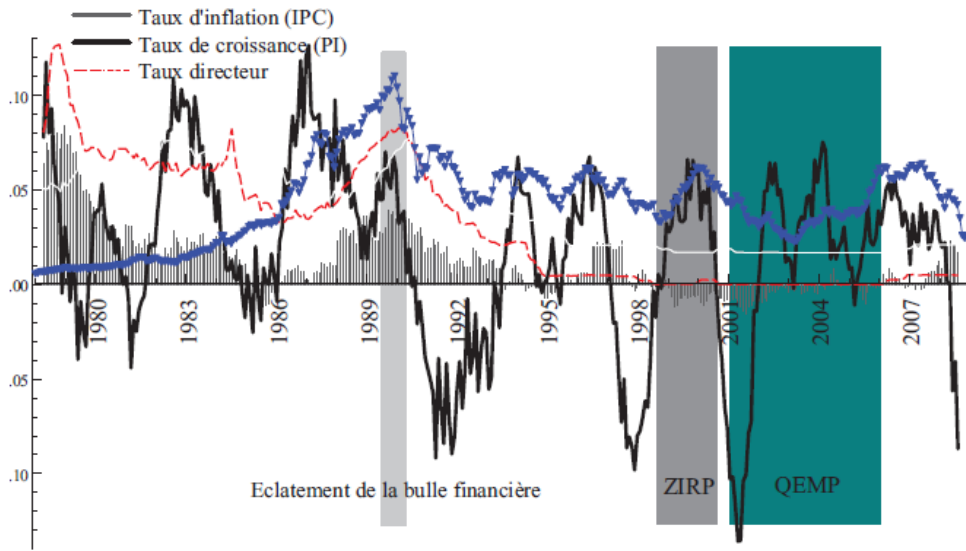 Taux d'inflation (IPC)
Taux de croissance (PI)
Taux directeur
.10
.05
.00
.05
.10
1980
1983
1986
1989
1992
1995
1998
2001
2004
2007
Eclatement de la bulle financière
ZIRP
QEMP